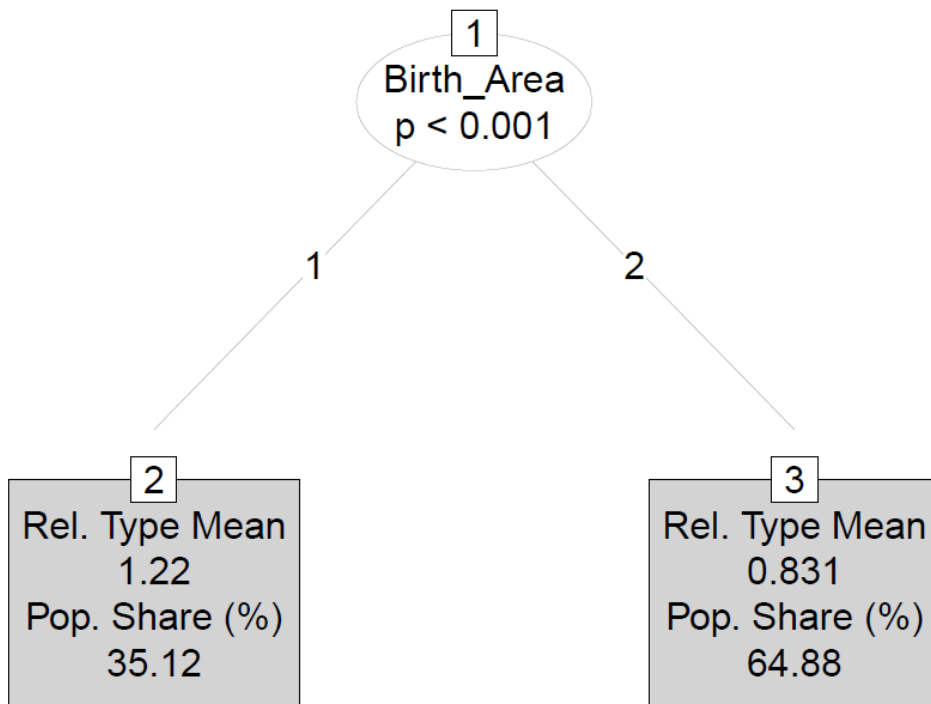 1
Birth_Area
p < 0.001
1
2
2
Rel. Type Mean
1.22
Pop. Share (%)
35.12
3
Rel. Type Mean
0.831
Pop. Share (%)
64.88